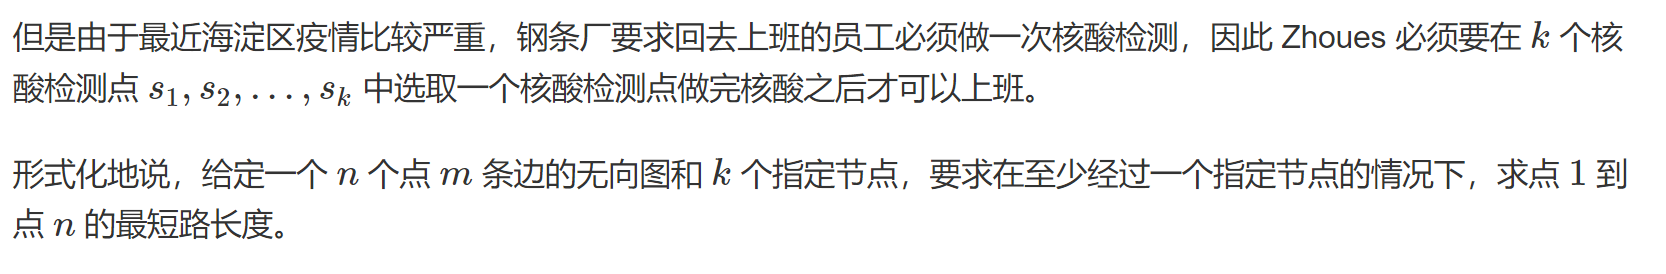 但是由于最近海淀区疫情比较严重，钢条厂要求回去上班的员工必须做一次核酸检测，因此 Zhoues 必须要在 k 个核
酸检测点 s₁, s₂, . . . , sₖ 中选取一个核酸检测点做完核酸之后才可以上班。
形式化地说，给定一个 n 个点 m 条边的无向图和 k 个指定节点，要求在至少经过一个指定节点的情况下，求点 1 到
点 n 的最短路长度。